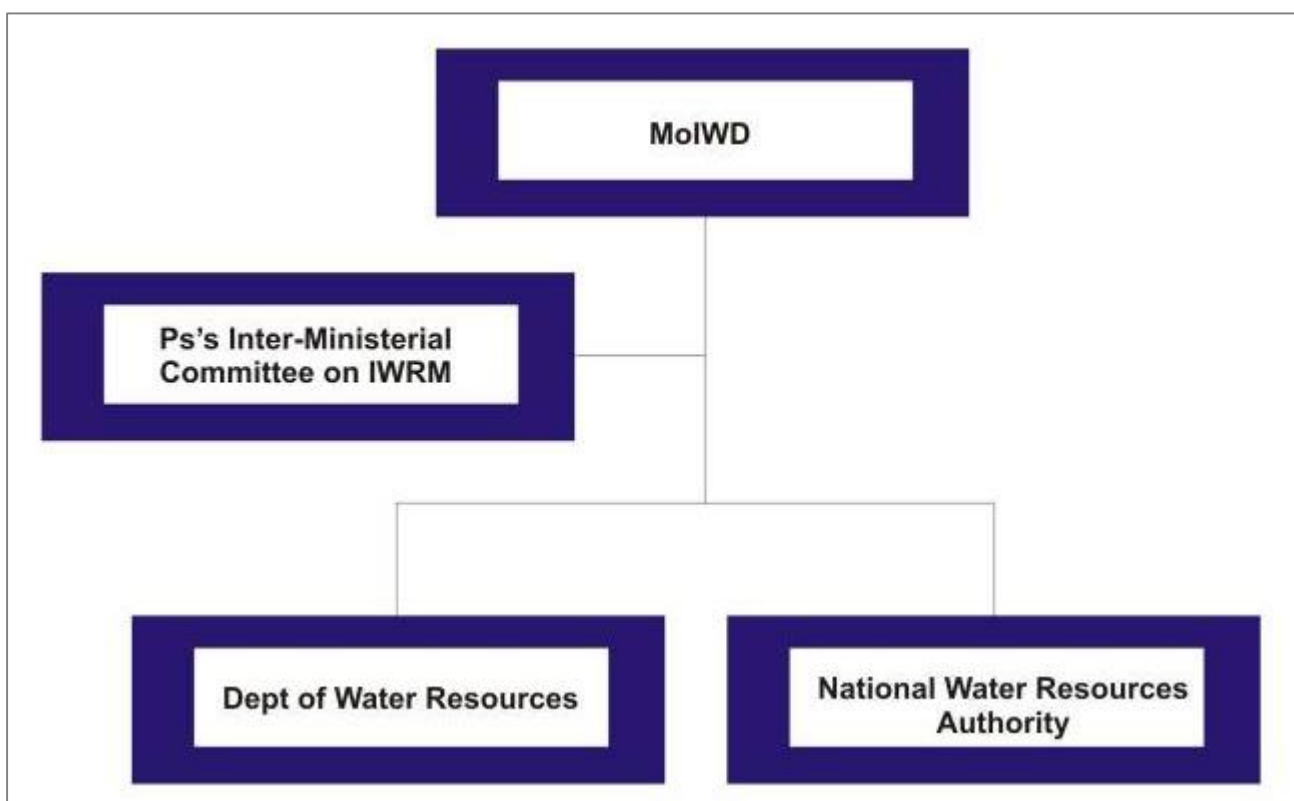 MoIWD
Ps’s Inter-Ministerial
Committee on IWRM
Dept of Water Resources
National Water Resources
Authority